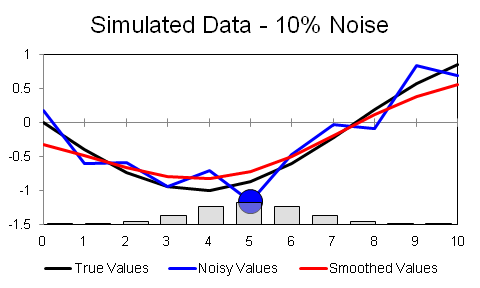 Simulated Data - 10% Noise
1
0.5
0
-0.5
-1
-1.5
0 1 2 3 4 5 6 7 8 9 10
True Values Noisy Values Smoothed Values